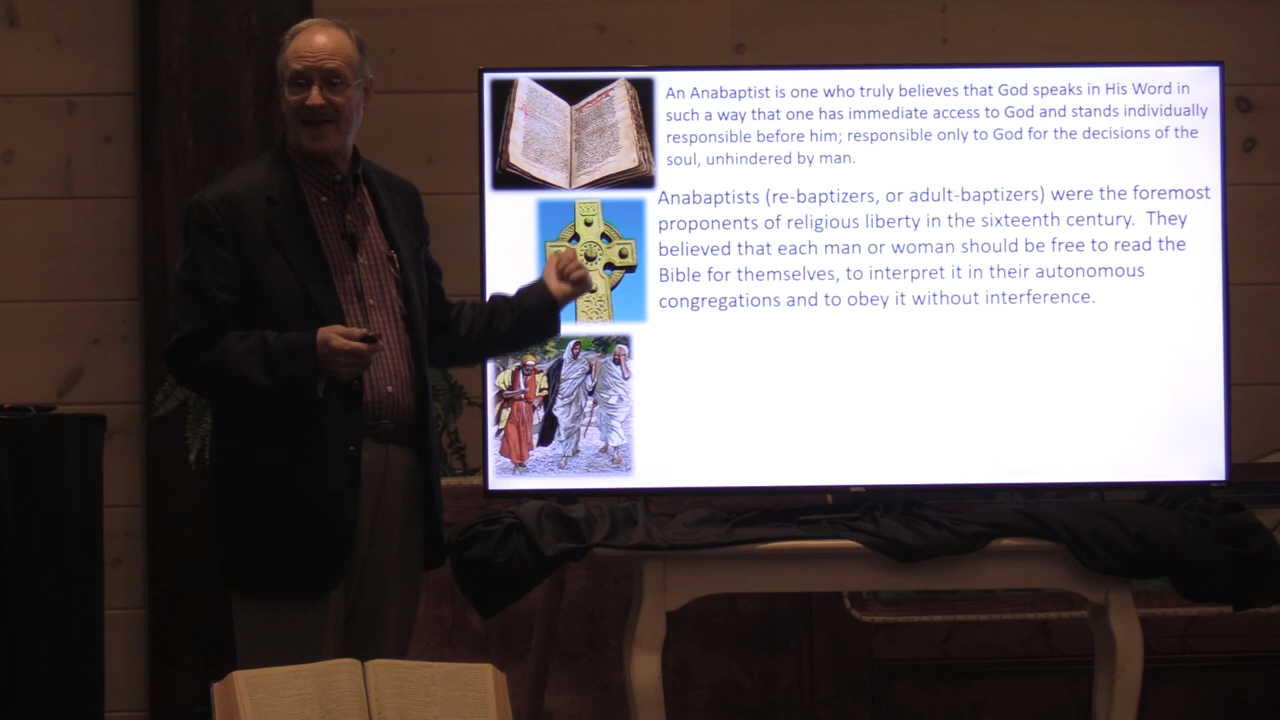 An Anabaptist is one who truly believes that God speaks in His Word in
such a way that one has immediate access to God and stands individually
responsible before him; responsible only to God for the decisions of the
soul, unhindered by man.
Anabaptists (re-baptizers, or adult-baptizers) were the foremost
proponents of religious liberty in the sixteenth century. They
believed that each man or woman should be free to read the
Bible for themselves, to interpret it in their autonomous
congregations and to obey it without interference.